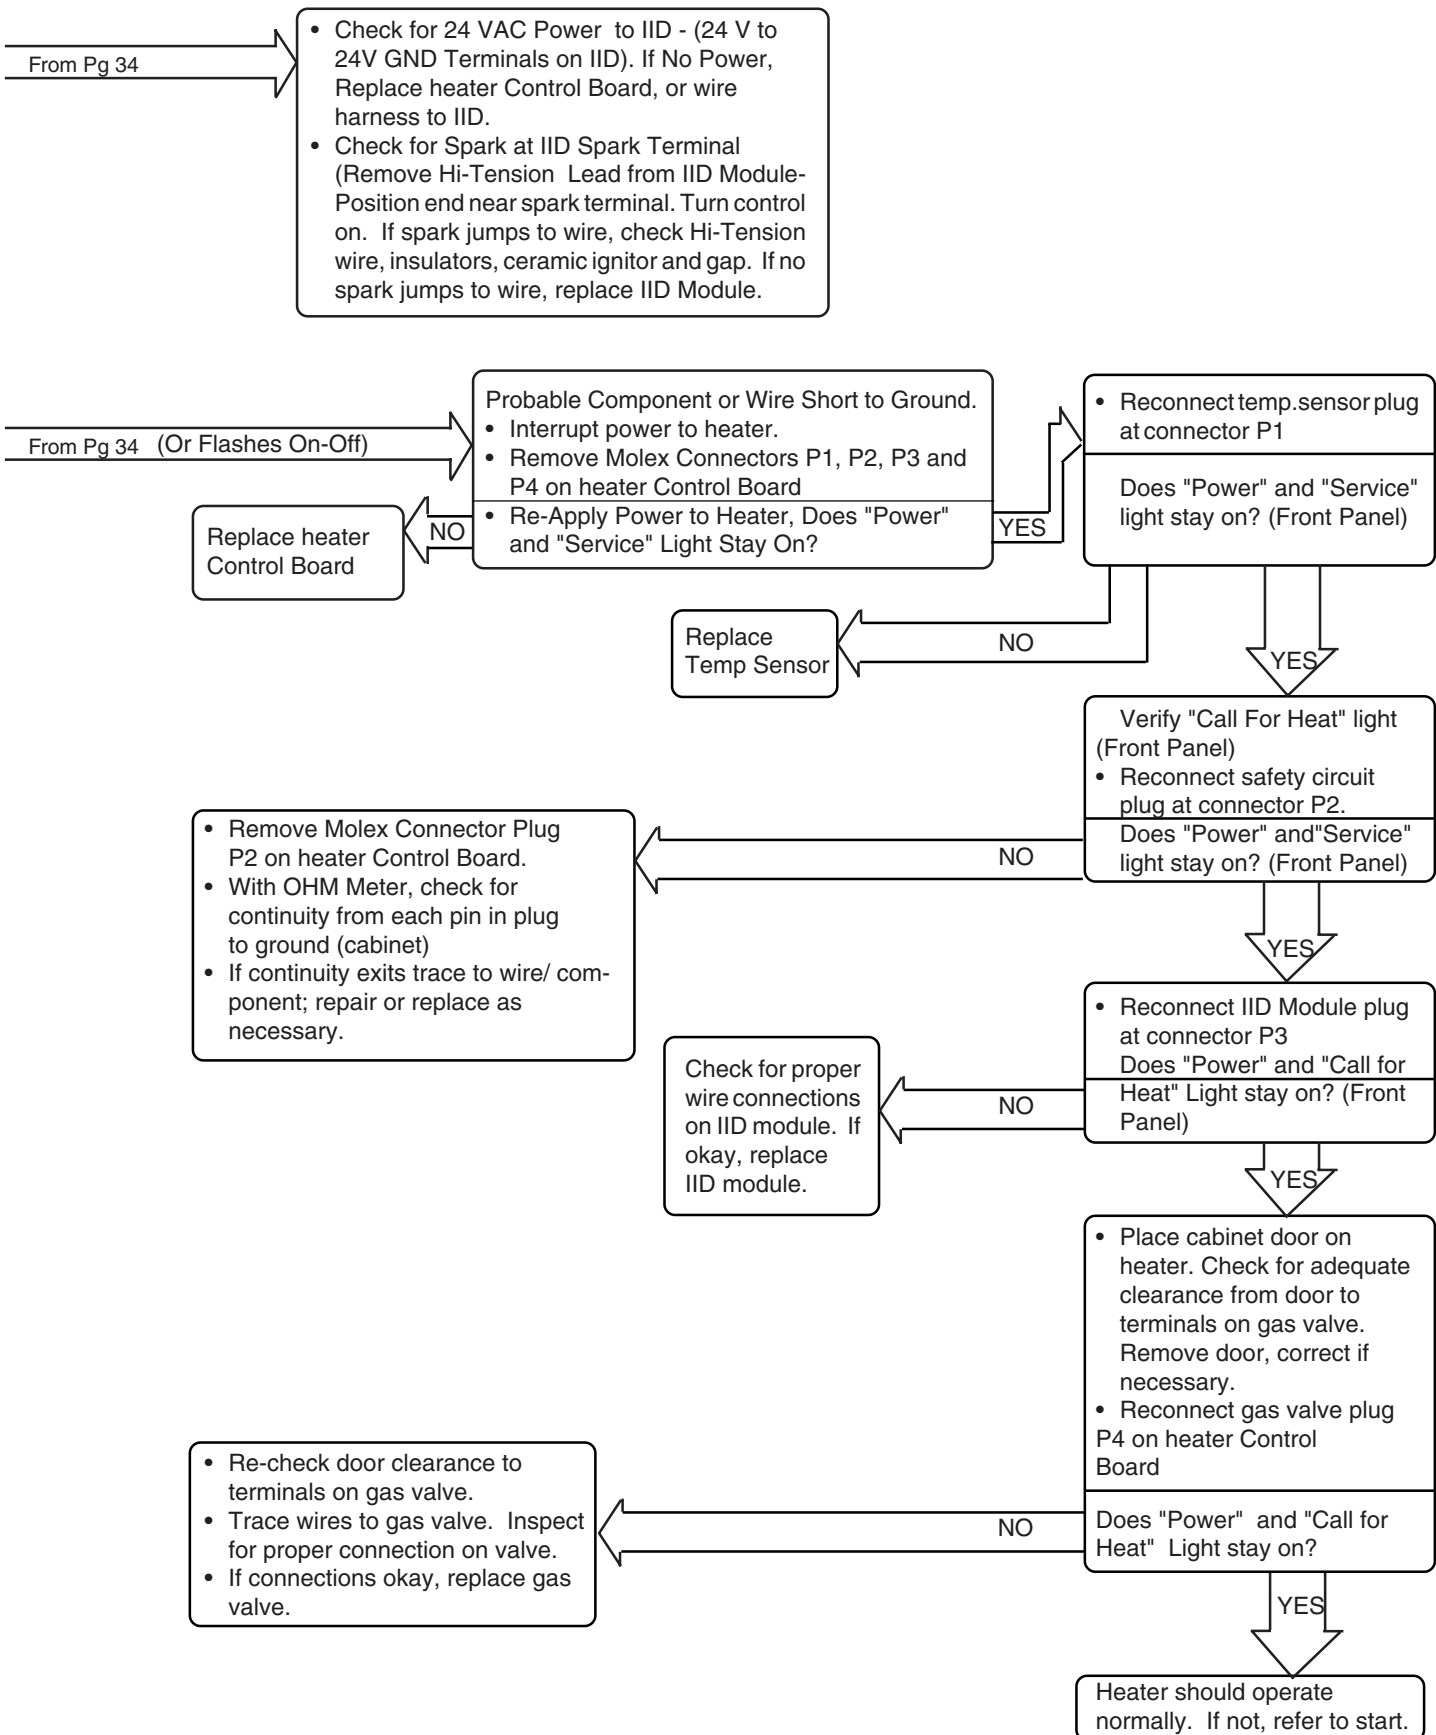 From Pg 34
• Check for 24 VAC Power to IID - (24 V to
24V GND Terminals on IID). If No Power,
Replace heater Control Board, or wire
harness to IID.
• Check for Spark at IID Spark Terminal
(Remove Hi-Tension Lead from IID Module-
Position end near spark terminal. Turn control
on. If spark jumps to wire, check Hi-Tension
wire, insulators, ceramic ignitor and gap. If no
spark jumps to wire, replace IID Module.
From Pg 34 (Or Flashes On-Off)
Probable Component or Wire Short to Ground.
• Interrupt power to heater.
• Remove Molex Connectors P1, P2, P3 and
P4 on heater Control Board
• Re-Apply Power to Heater, Does "Power"
and "Service" Light Stay On?
NO
Replace heater
Control Board
YES
• Reconnect temp.sensor plug
at connector P1
Does "Power" and "Service"
light stay on? (Front Panel)
NO
Replace
Temp Sensor
YES
Verify "Call For Heat" light
(Front Panel)
• Reconnect safety circuit
plug at connector P2.
Does "Power" and"Service"
light stay on? (Front Panel)
NO
• Remove Molex Connector Plug
P2 on heater Control Board.
• With OHM Meter, check for
continuity from each pin in plug
to ground (cabinet)
• If continuity exits trace to wire/ com-
ponent; repair or replace as
necessary.
YES
• Reconnect IID Module plug
at connector P3
Does "Power" and "Call for
Heat" Light stay on? (Front
Panel)
NO
Check for proper
wire connections
on IID module. If
okay, replace
IID module.
YES
• Place cabinet door on
heater. Check for adequate
clearance from door to
terminals on gas valve.
Remove door, correct if
necessary.
• Reconnect gas valve plug
P4 on heater Control
Board
Does "Power" and "Call for
Heat" Light stay on?
NO
• Re-check door clearance to
terminals on gas valve.
• Trace wires to gas valve. Inspect
for proper connection on valve.
• If connections okay, replace gas
valve.
YES
Heater should operate
normally. If not, refer to start.